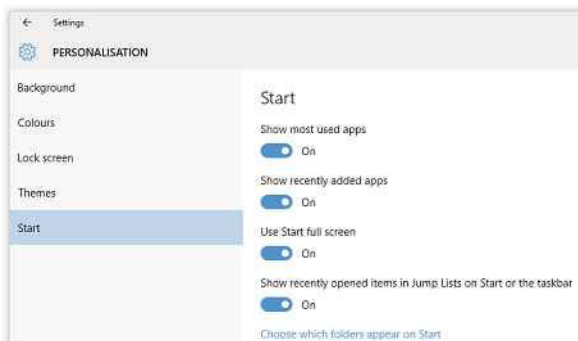 Settings
PERSONALISATION
Background
Colours
Lock screen
Themes
Start
Start
Show most used apps
On
Show recently added apps
On
Use Start full screen
On
Show recently opened items in Jump Lists on Start or the taskbar
On
Choose which folders appear on Start